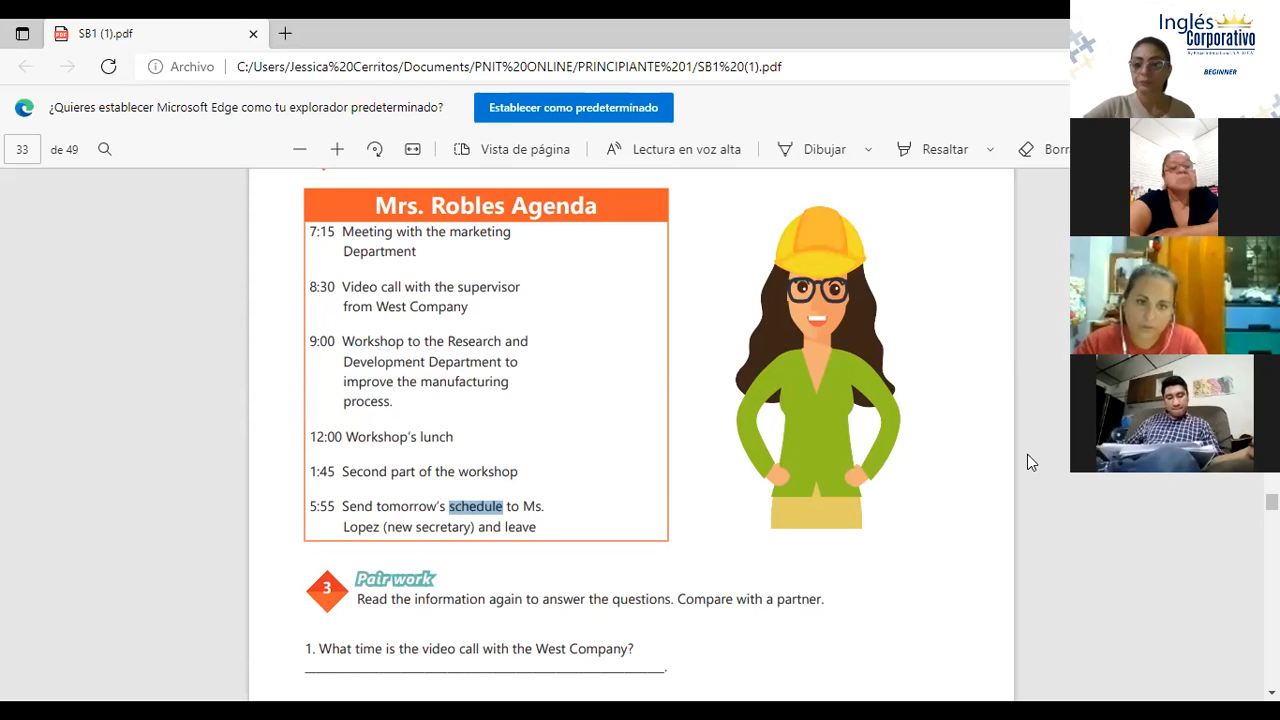 SB1 (1).pdf
Archivo
C:/Users/Jessica%20Cerritos/Documents/PNIT%20ONLINE/PRINCIPIANTE%201/SB1%20(1).pdf
¿Quieres establecer Microsoft Edge como tu explorador predeterminado?
Establecer como predeterminado
33 de 49
Vista de página
Lectura en voz alta
Dibujar
Resaltar
Borr
Inglés
Corporativo
BEGINNER
Mrs. Robles Agenda
7:15 Meeting with the marketing
Department
8:30 Video call with the supervisor
from West Company
9:00 Workshop to the Research and
Development Department to
improve the manufacturing
process.
12:00 Workshop's lunch
1:45 Second part of the workshop
5:55 Send tomorrow's schedule to Ms.
Lopez (new secretary) and leave
3
Pair work
Read the information again to answer the questions. Compare with a partner.
1. What time is the video call with the West Company?